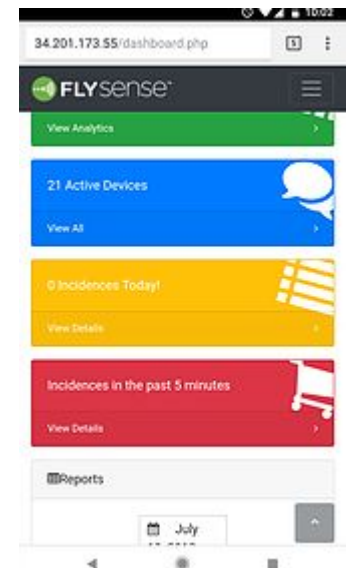 10:02
34.201.173.55/dashboard.php
5
FLYSENSE
View Analytics
21 Active Devices
View All
0 Incidences Today!
View Details
Incidences in the past 5 minutes
View Details
Reports
July